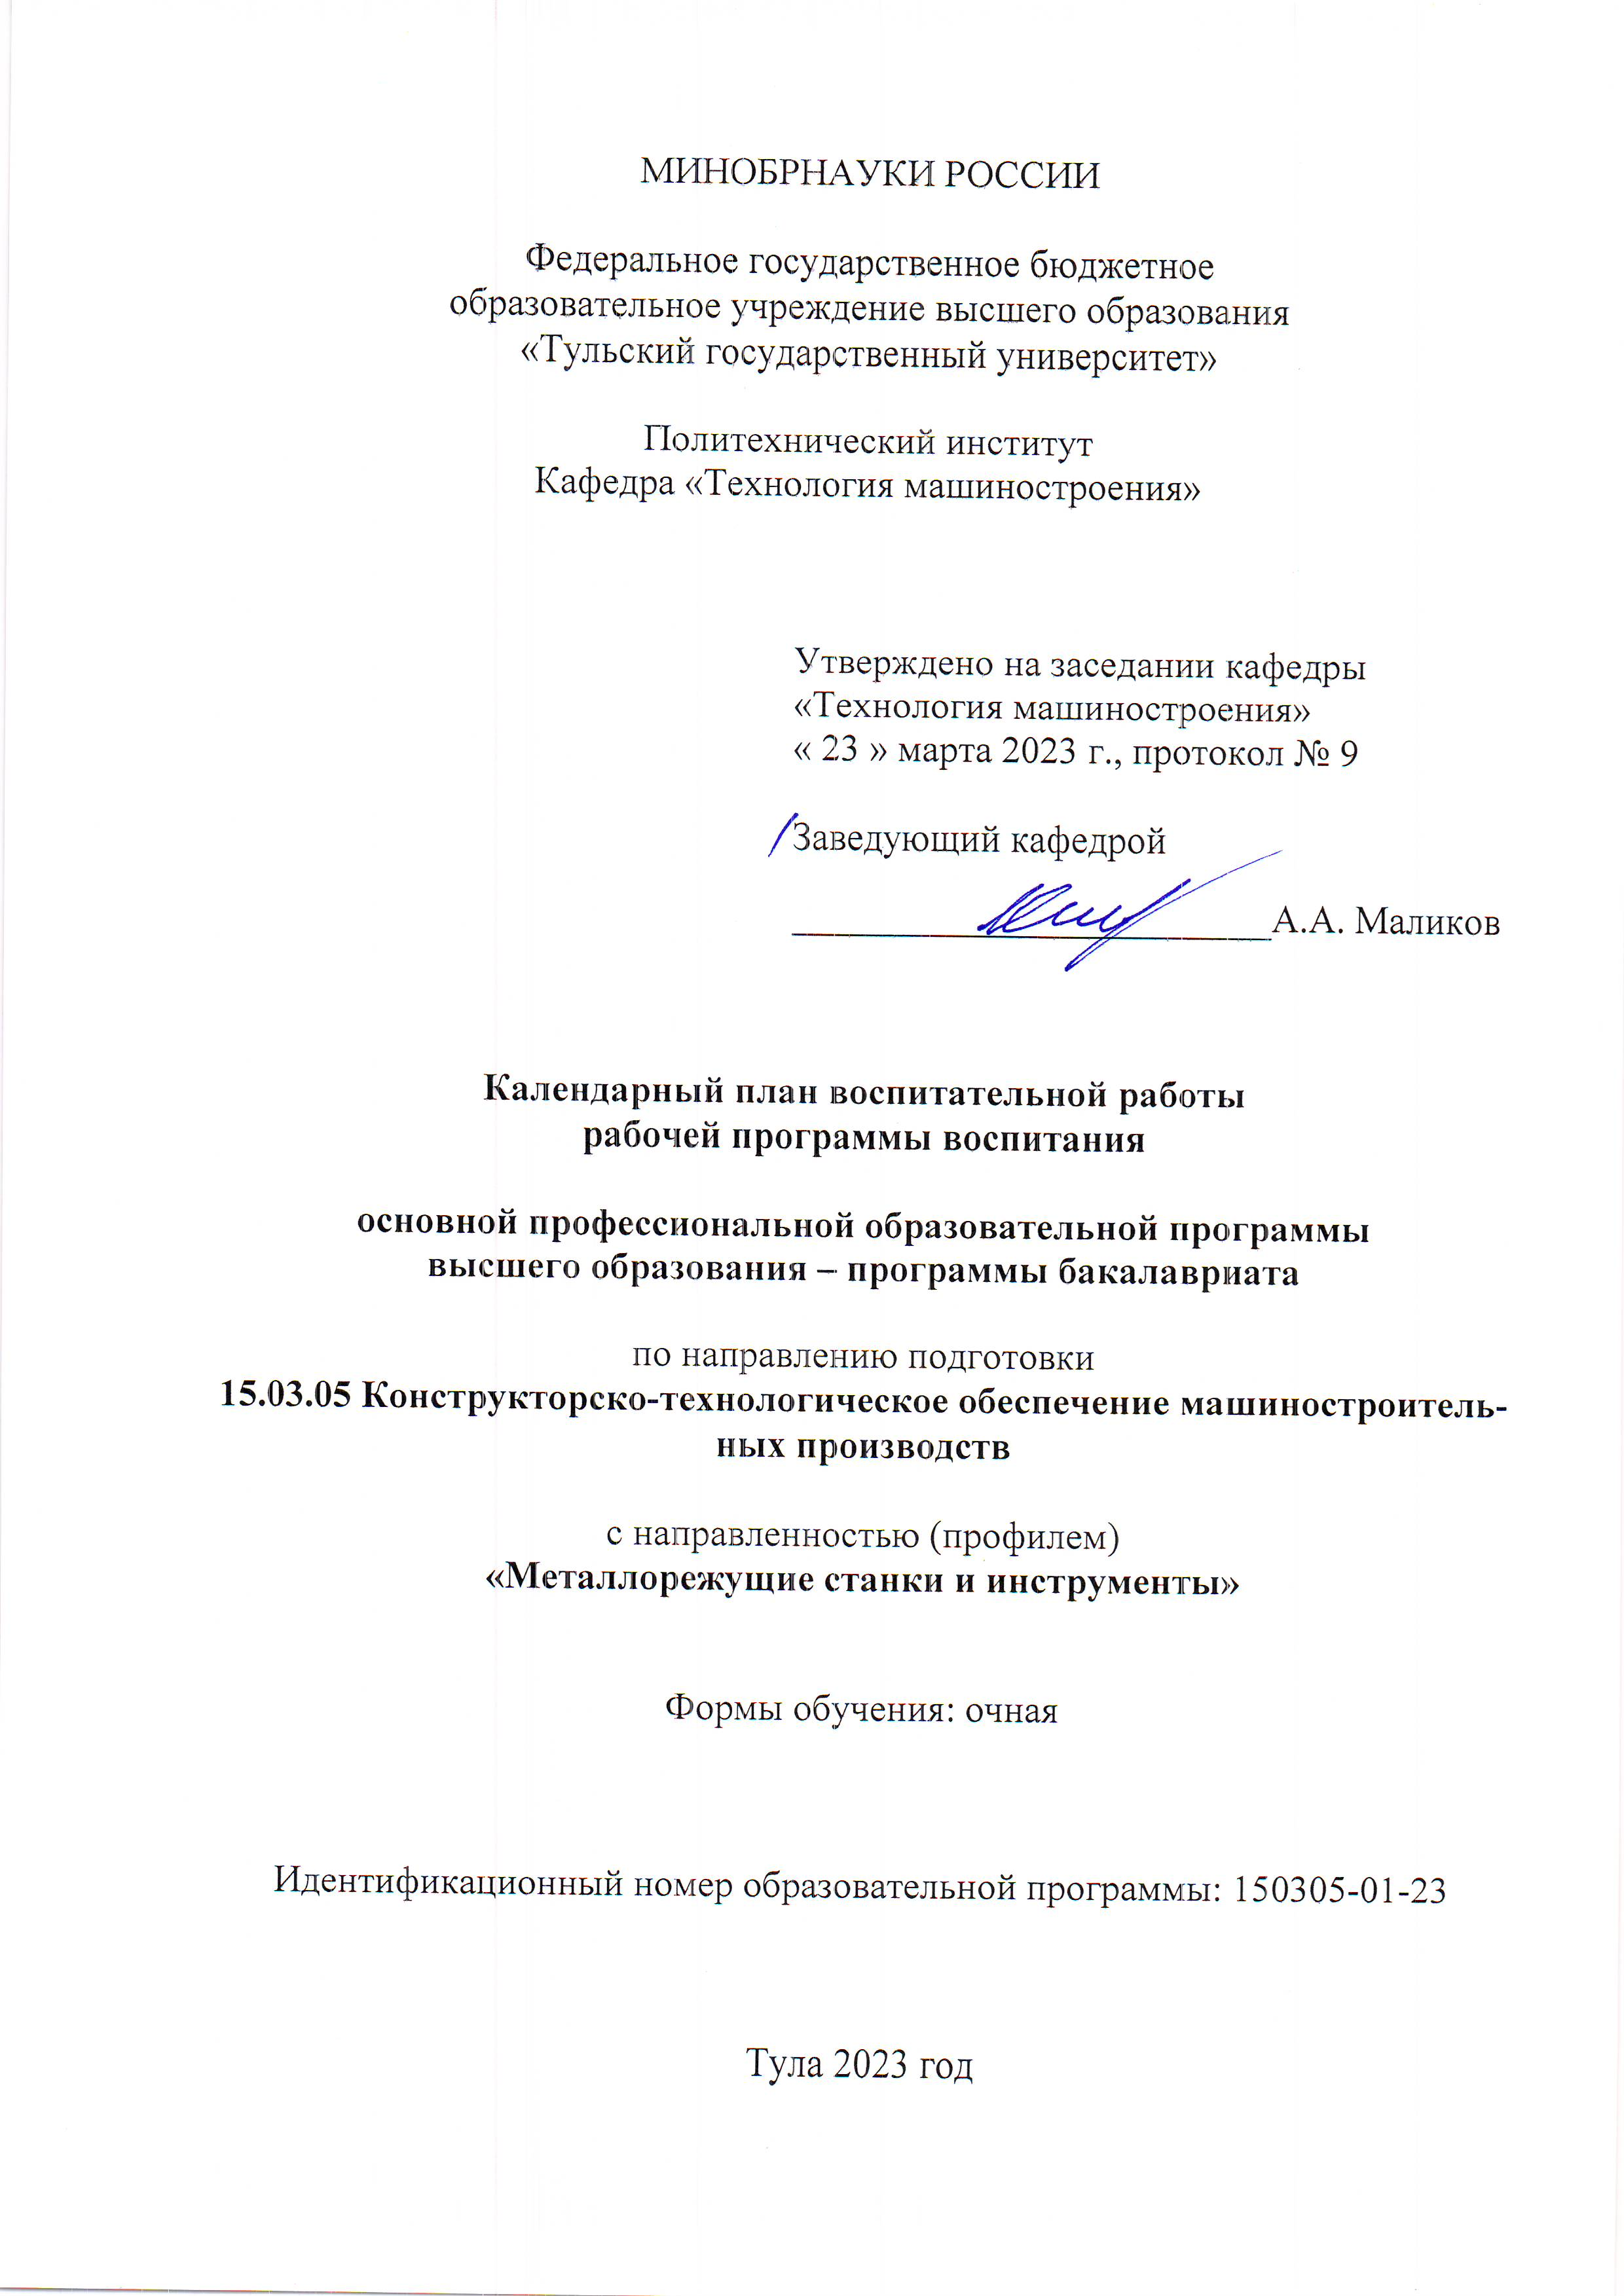 МИНОБРНАУКИ РОССИИ
Федеральное государственное бюджетное
образовательное учреждение высшего образования
«Тульский государственный университет»
Политехнический институт
Кафедра «Технология машиностроения»
Утверждено на заседании кафедры
«Технология машиностроения»
« 23 » марта 2023 г., протокол № 9
Заведующий кафедрой
А.А. Маликов
Календарный план воспитательной работы
рабочей программы воспитания
основной профессиональной образовательной программы
высшего образования – программы бакалавриата
по направлению подготовки
15.03.05 Конструкторско-технологическое обеспечение машиностроитель-
ных производств
с направленностью (профилем)
«Металлорежущие станки и инструменты»
Формы обучения: очная
Идентификационный номер образовательной программы: 150305-01-23
Тула 2023 год